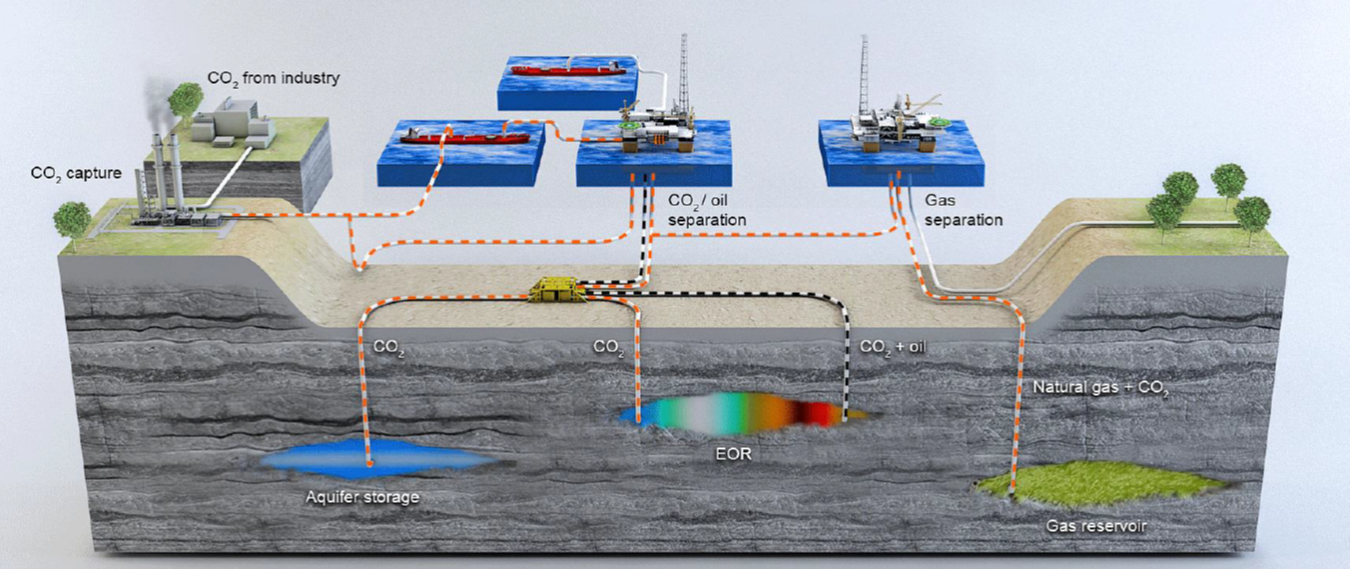 CO₂ from industry
CO₂ capture
CO₂/ oil
separation
Gas
separation
CO₂
CO₂
CO₂ + oil
Natural gas + CO₂
EOR
Aquifer storage
Gas reservoir